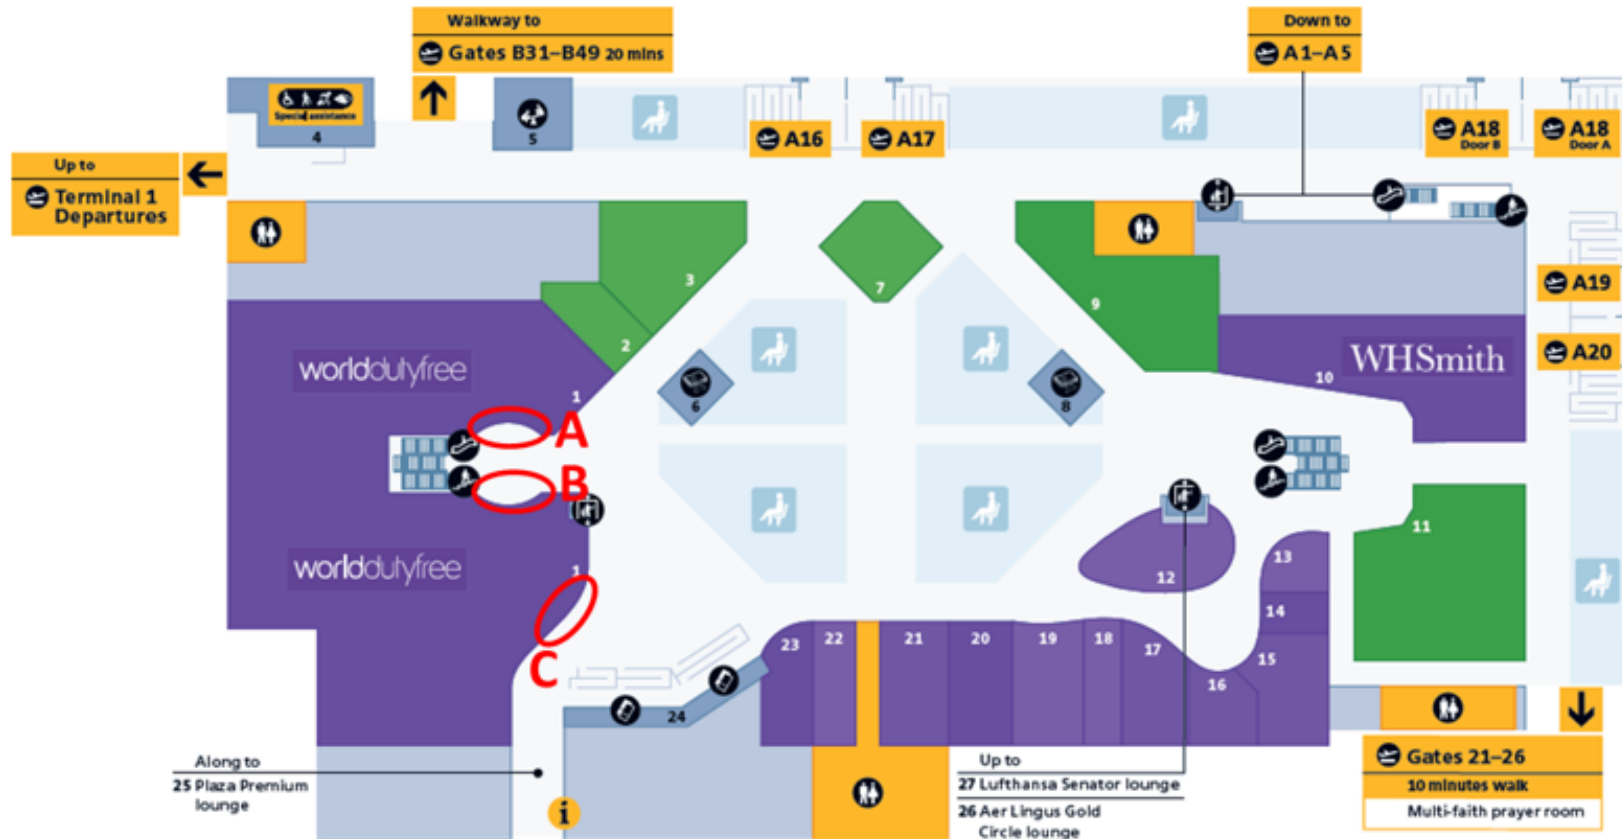 Walkway to
Gates B31–B49 20 mins
Down to
A1–A5
Special assistance
4
5
A16
A17
A18
Door B
A18
Door A
Up to
Terminal 1
Departures
3
7
9
A19
2
A20
worlddutyfree
WHSmith
10
6
8
1
A
B
11
worlddutyfree
1
12
13
14
C
23
22
21
20
19
18
17
15
16
24
Along to
25 Plaza Premium
lounge
i
Up to
27 Lufthansa Senator lounge
26 Aer Lingus Gold
Circle lounge
Gates 21–26
10 minutes walk
Multi-faith prayer room